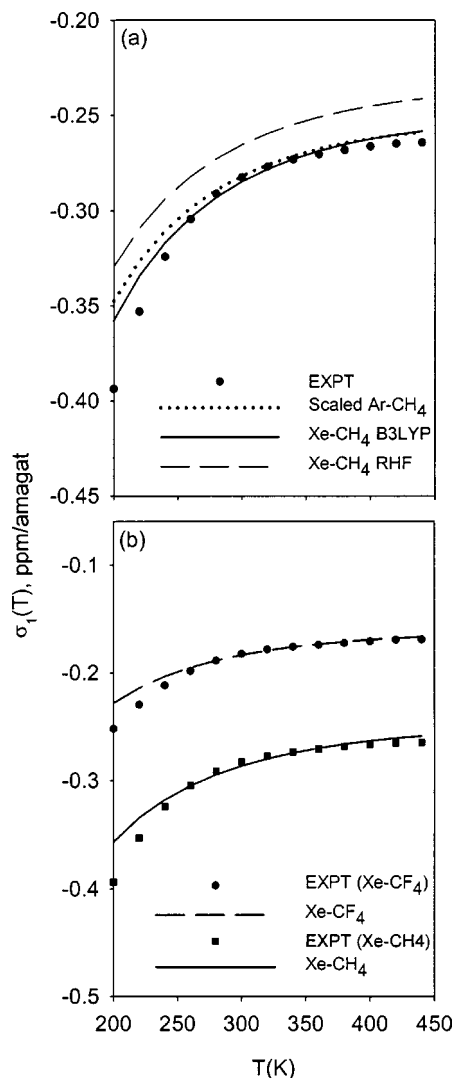 -0.20
(a)
-0.25
-0.30
-0.35
-0.40
-0.45
EXPT
Scaled Ar-CH₄
Xe-CH₄ B3LYP
Xe-CH₄ RHF
σ₁(T), ppm/amagat
(b)
-0.1
-0.2
-0.3
-0.4
-0.5
EXPT (Xe-CF₄)
Xe-CF₄
EXPT (Xe-CH4)
Xe-CH₄
200 250 300 350 400 450
T(K)